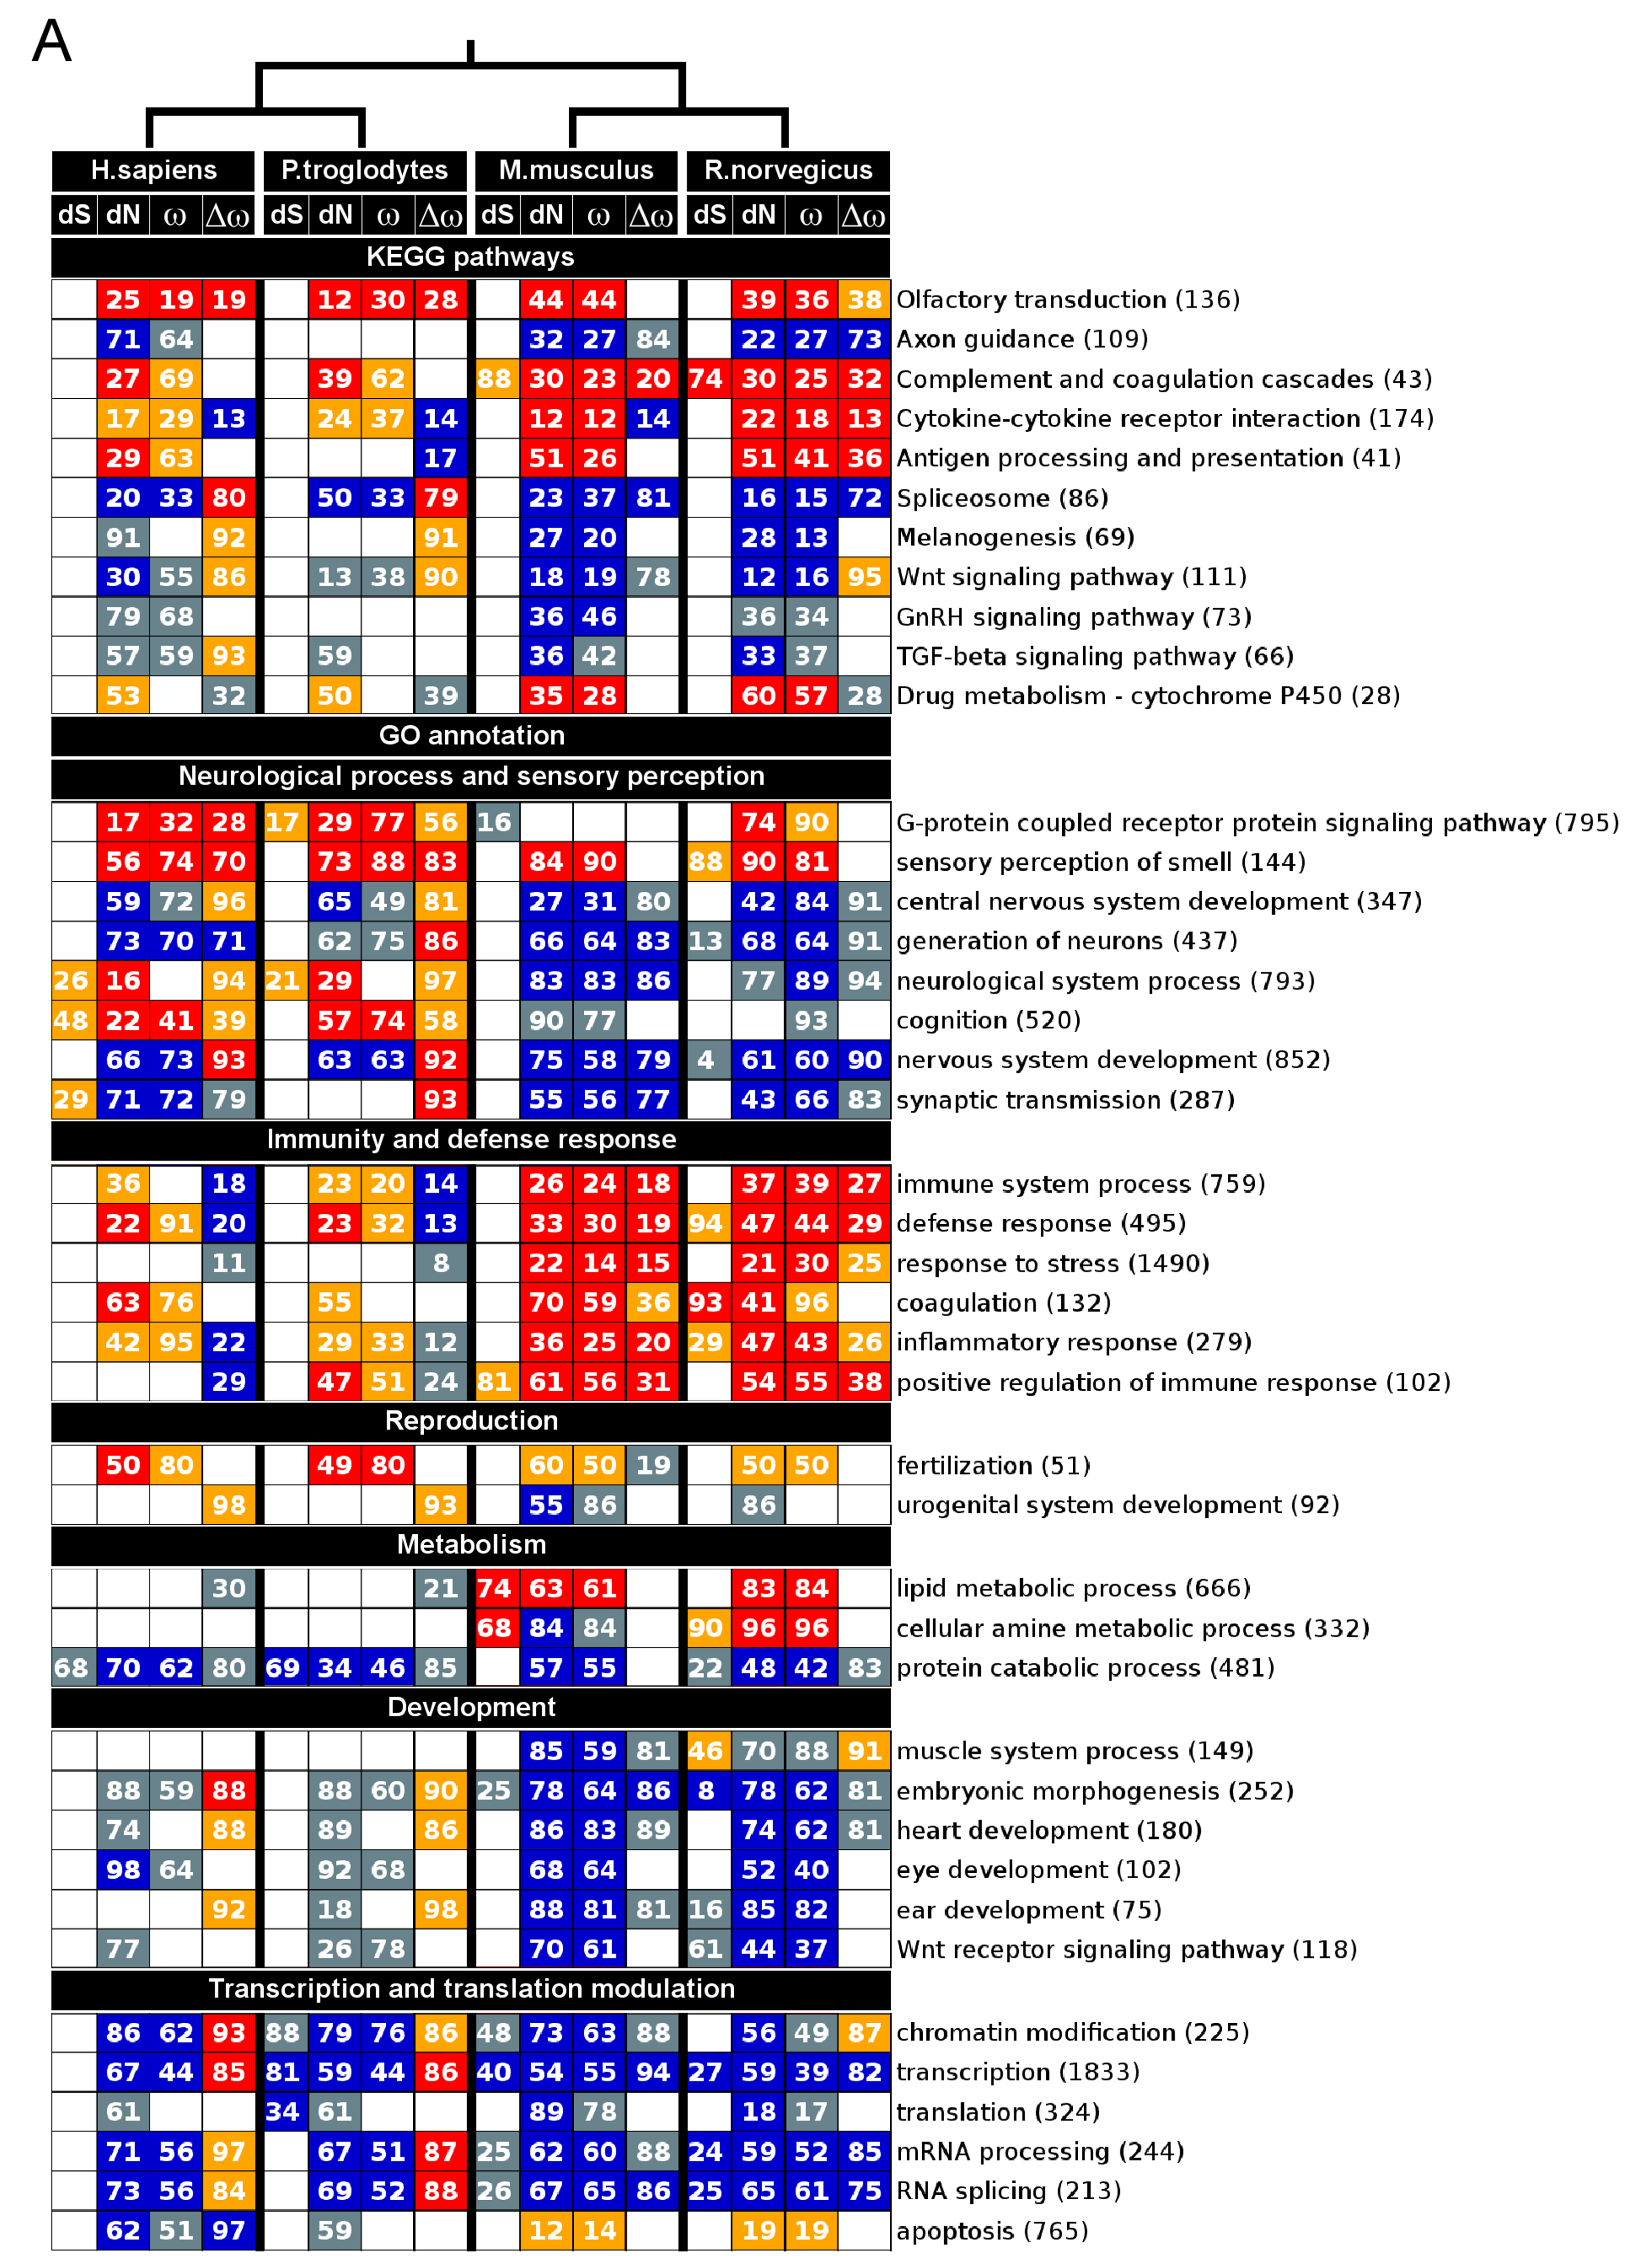 A
H.sapiens P.troglodytes M.musculus R.norvegicus
dS dN ω Δω dS dN ω Δω dS dN ω Δω dS dN ω Δω
KEGG pathways
25 19 19 12 30 28 44 44 39 36 38 Olfactory transduction (136)
71 64 32 27 84 22 27 73 Axon guidance (109)
27 69 39 62 88 30 23 20 74 30 25 32 Complement and coagulation cascades (43)
17 29 13 24 37 14 12 12 14 22 18 13 Cytokine-cytokine receptor interaction (174)
29 63 17 51 26 51 41 36 Antigen processing and presentation (41)
20 33 80 50 33 79 23 37 81 16 15 72 Spliceosome (86)
91 92 91 27 20 28 13 Melanogenesis (69)
30 55 86 13 38 90 18 19 78 12 16 95 Wnt signaling pathway (111)
79 68 36 46 36 34 GnRH signaling pathway (73)
57 59 93 59 36 42 33 37 TGF-beta signaling pathway (66)
53 32 50 39 35 28 60 57 28 Drug metabolism - cytochrome P450 (28)
GO annotation
Neurological process and sensory perception
17 32 28 17 29 77 56 16 74 90 G-protein coupled receptor protein signaling pathway (795)
56 74 70 73 88 83 84 90 88 90 81 sensory perception of smell (144)
59 72 96 65 49 81 27 31 80 42 84 91 central nervous system development (347)
73 70 71 62 75 86 66 64 83 13 68 64 91 generation of neurons (437)
26 16 94 21 29 97 83 83 86 77 89 94 neurological system process (793)
48 22 41 39 57 74 58 90 77 93 cognition (520)
66 73 93 63 63 92 75 58 79 4 61 60 90 nervous system development (852)
29 71 72 79 93 55 56 77 43 66 83 synaptic transmission (287)
Immunity and defense response
36 18 23 20 14 26 24 18 37 39 27 immune system process (759)
22 91 20 23 32 13 33 30 19 94 47 44 29 defense response (495)
11 8 22 14 15 21 30 25 response to stress (1490)
63 76 55 70 59 36 93 41 96 coagulation (132)
42 95 22 29 33 12 36 25 20 29 47 43 26 inflammatory response (279)
29 47 51 24 81 61 56 31 54 55 38 positive regulation of immune response (102)
Reproduction
50 80 49 80 60 50 19 50 50 fertilization (51)
98 93 55 86 86 urogenital system development (92)
Metabolism
30 21 74 63 61 83 84 lipid metabolic process (666)
68 84 84 90 96 96 cellular amine metabolic process (332)
68 70 62 80 69 34 46 85 57 55 22 48 42 83 protein catabolic process (481)
Development
85 59 81 46 70 88 91 muscle system process (149)
88 59 88 88 60 90 25 78 64 86 8 78 62 81 embryonic morphogenesis (252)
74 88 89 86 86 83 89 74 62 81 heart development (180)
98 64 92 68 68 64 52 40 eye development (102)
92 18 98 88 81 81 16 85 82 ear development (75)
77 26 78 70 61 61 44 37 Wnt receptor signaling pathway (118)
Transcription and translation modulation
86 62 93 88 79 76 86 48 73 63 88 56 49 87 chromatin modification (225)
67 44 85 81 59 44 86 40 54 55 94 27 59 39 82 transcription (1833)
61 34 61 89 78 18 17 translation (324)
71 56 97 67 51 87 25 62 60 88 24 59 52 85 mRNA processing (244)
73 56 84 69 52 88 26 67 65 86 25 65 61 75 RNA splicing (213)
62 51 97 59 12 14 19 19 apoptosis (765)